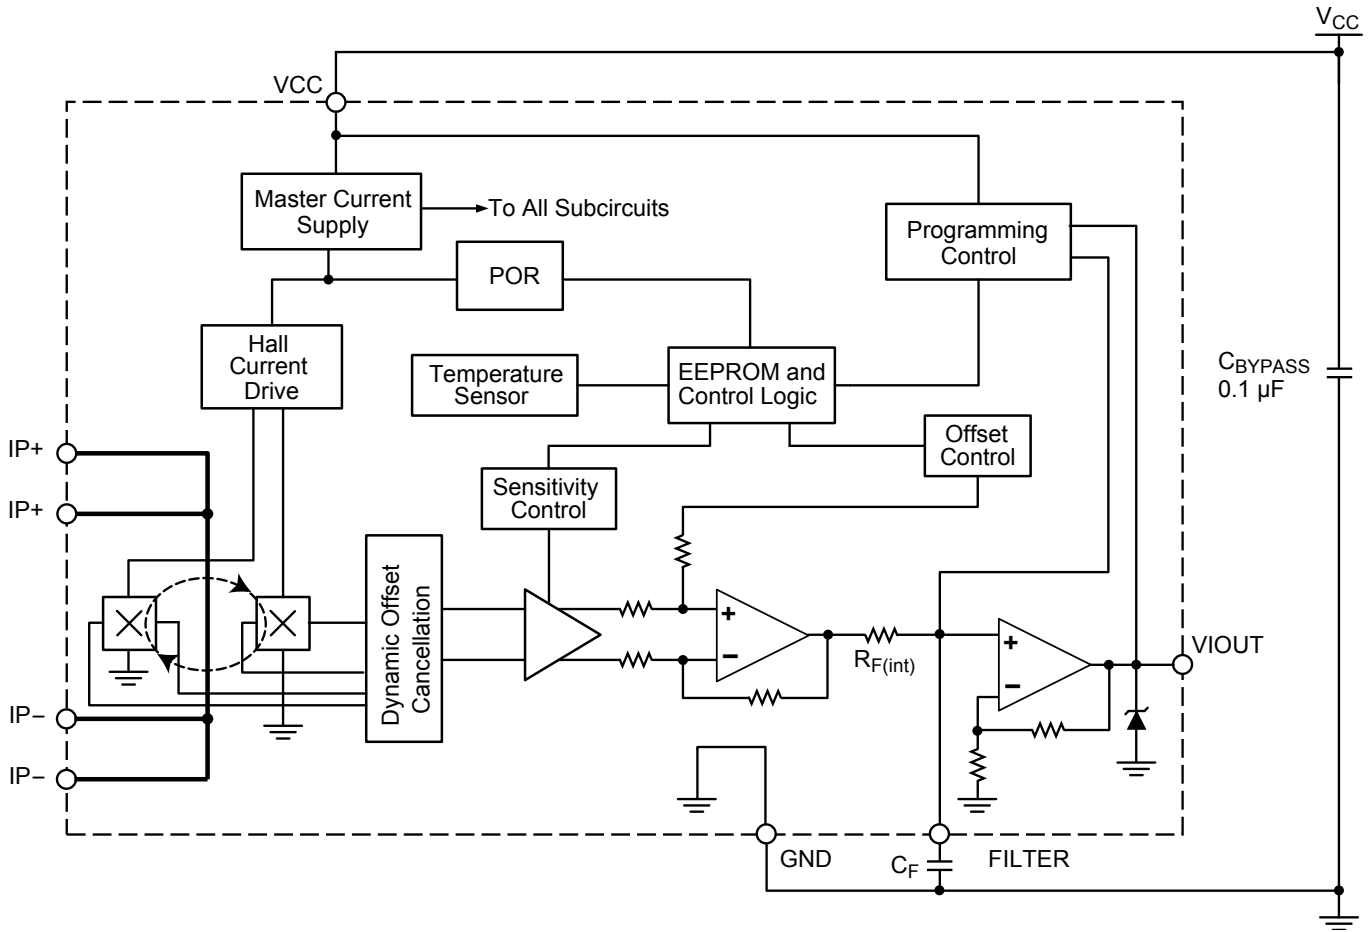 VCC
VCC
Master Current
Supply
To All Subcircuits
Programming
Control
POR
Hall
Current
Drive
Temperature
Sensor
EEPROM and
Control Logic
CBYPASS
0.1 µF
Offset
Control
Sensitivity
Control
IP+
IP+
Dynamic Offset
Cancellation
+
–
RF(int)
+
–
VIOUT
IP–
IP–
GND
CF
FILTER